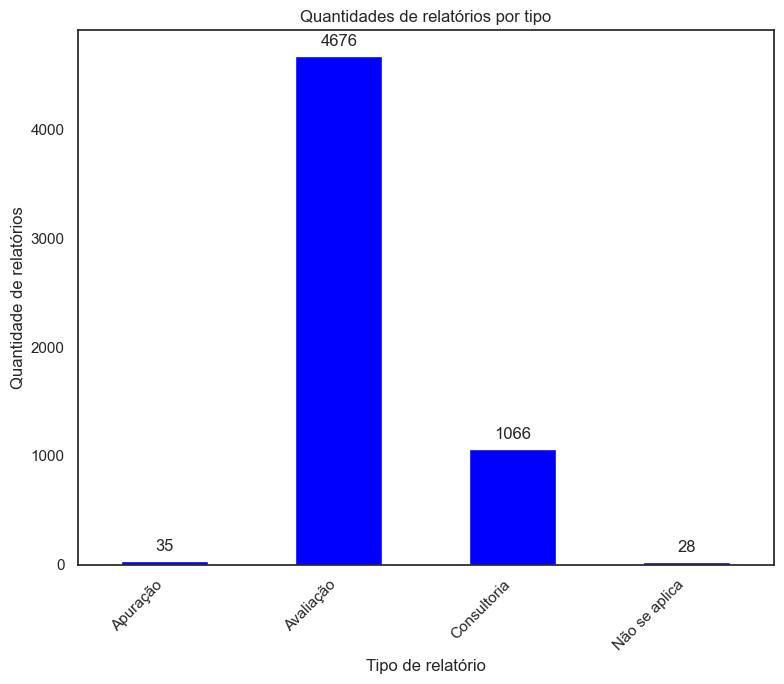 Quantidades de relatórios por tipo
4676
4000
3000
2000
1000
0
1066
35
28
Quantidade de relatórios
Apuração
Avaliação
Consultoria
Não se aplica
Tipo de relatório